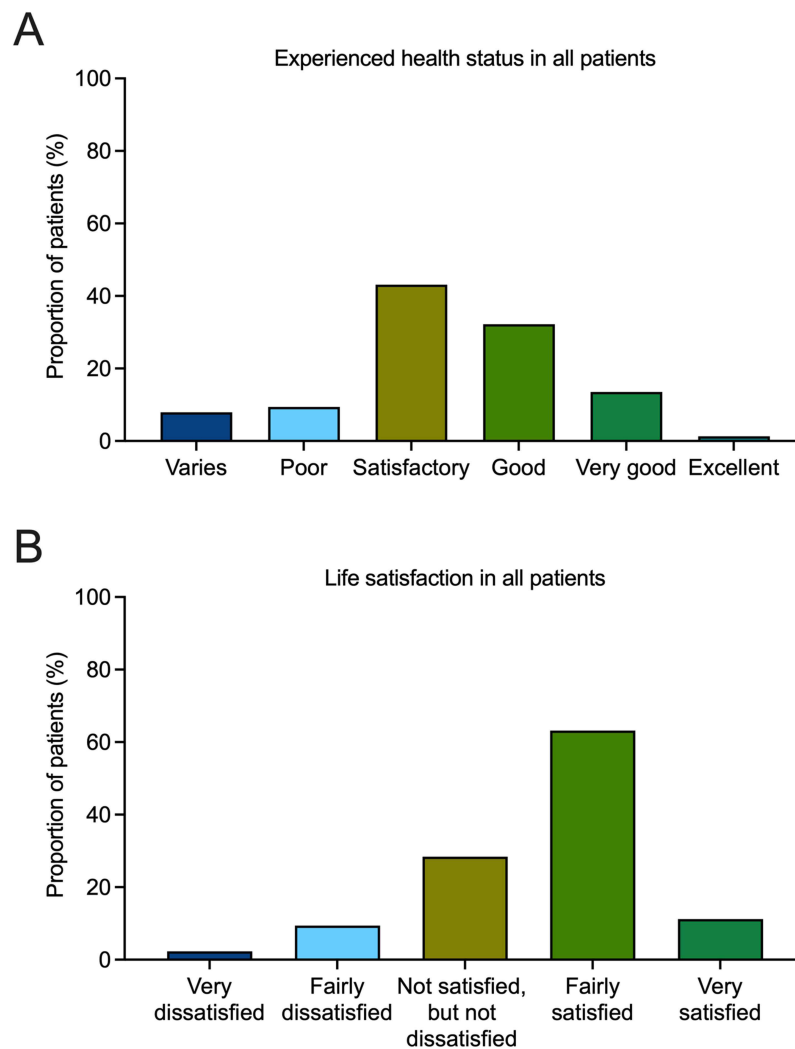 A
Experienced health status in all patients
Proportion of patients (%)
100
80
60
40
20
0
Varies Poor Satisfactory Good Very good Excellent
B
Life satisfaction in all patients
Proportion of patients (%)
100
80
60
40
20
0
Very Fairly Not satisfied, Fairly Very
dissatisfied dissatisfied but not satisfied satisfied
dissatisfied